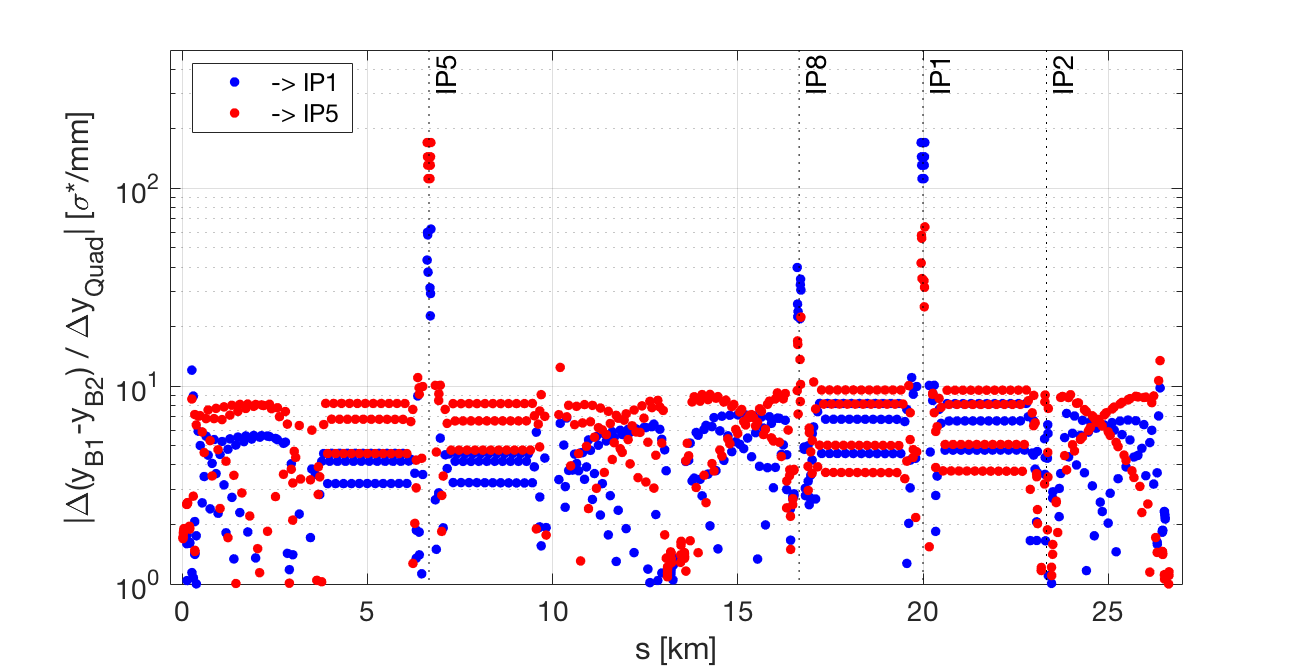 -> IP1
-> IP5
IP5
IP8
IP1
IP2
|Δ(y_B1-y_B2) / Δy_Quad| [σ*/mm]
10^2
10^1
10^0
0 5 10 15 20 25
s [km]